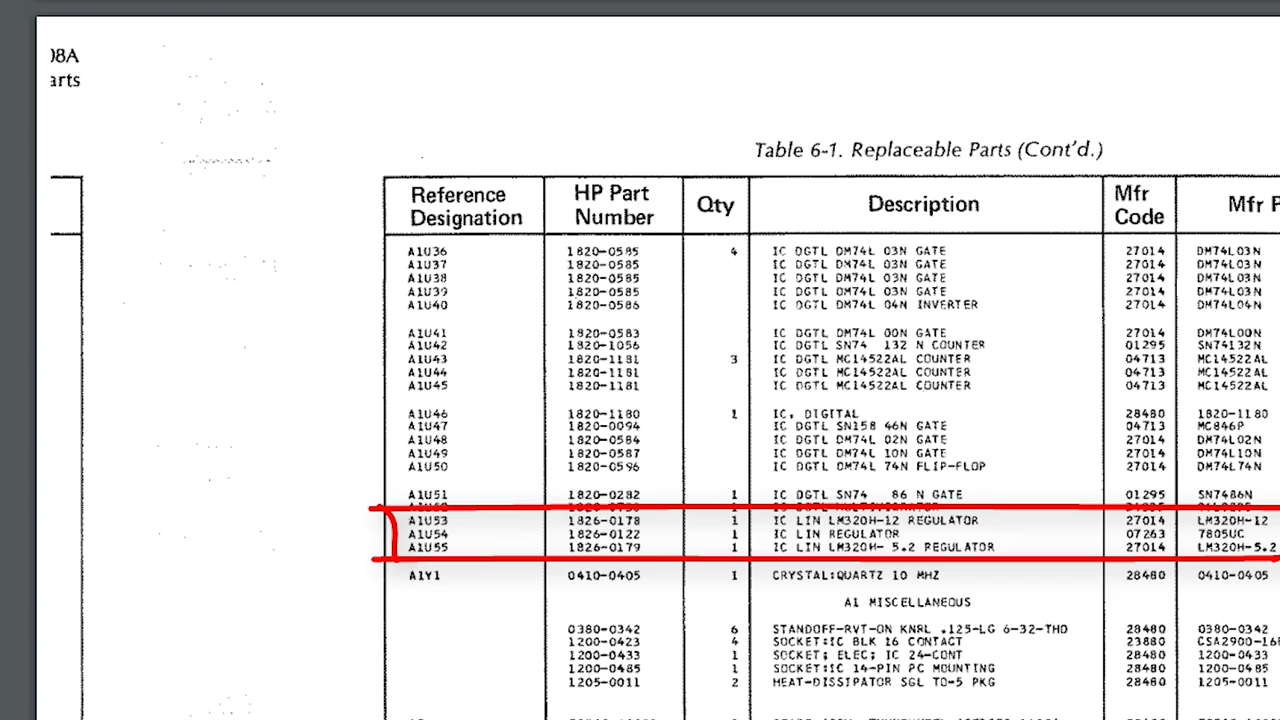 08A
arts
Table 6-1. Replaceable Parts (Cont'd.)
Reference Designation HP Part Number Qty Description Mfr Code Mfr P
A1U36 1820-0585 4 IC DGTL DM74L 03N GATE 27014 DM74L03N
A1U37 1820-0585 IC DGTL DM74L 03N GATE 27014 DM74L03N
A1U38 1820-0585 IC DGTL DM74L 03N GATE 27014 DM74L03N
A1U39 1820-0585 IC DGTL DM74L 03N GATE 27014 DM74L03N
A1U40 1820-0586 IC DGTL DM74L 04N INVERTER 27014 DM74L04N
A1U41 1820-0583 IC DGTL DM74L 00N GATE 27014 DM74L00N
A1U42 1820-1056 IC DGTL SN74 132 N COUNTER 01295 SN74132N
A1U43 1820-1181 3 IC DGTL MC14522AL COUNTER 04713 MC14522AL
A1U44 1820-1181 IC DGTL MC14522AL COUNTER 04713 MC14522AL
A1U45 1820-1181 IC DGTL MC14522AL COUNTER 04713 MC14522AL
A1U46 1820-1180 1 IC, DIGITAL 28480 1820-1180
A1U47 1820-0094 IC DGTL SN158 46N GATE 04713 MC846P
A1U48 1820-0584 IC DGTL DM74L 02N GATE 27014 DM74L02N
A1U49 1820-0587 IC DGTL DM74L 10N GATE 27014 DM74L10N
A1U50 1820-0596 IC DGTL DM74L 74N FLIP-FLOP 27014 DM74L74N
A1U51 1820-0282 1 IC DGTL SN74 86 N GATE 01295 SN7486N
A1U53 1826-0178 1 IC LIN LM320H-12 REGULATOR 27014 LM320H-12
A1U54 1826-0122 1 IC LIN REGULATOR 07263 7805UC
A1U55 1826-0179 1 IC LIN LM320H- 5.2 REGULATOR 27014 LM320H-5.2
A1Y1 0410-0405 1 CRYSTAL:QUARTZ 10 MHZ 28480 0410-0405
A1 MISCELLANEOUS
0380-0342 6 STANDOFF-RVT-ON KNRL .125-LG 6-32-THD 28480 0380-0342
1200-0423 4 SOCKET:IC BLK 16 CONTACT 23880 CSA2900-16
1200-0433 1 SOCKET; ELEC; IC 24-CONT 28480 1200-0433
1200-0485 1 SOCKET:IC 14-PIN PC MOUNTING 28480 1200-0485
1205-0011 2 HEAT-DISSIPATOR SGL TO-5 PKG 28480 1205-0011